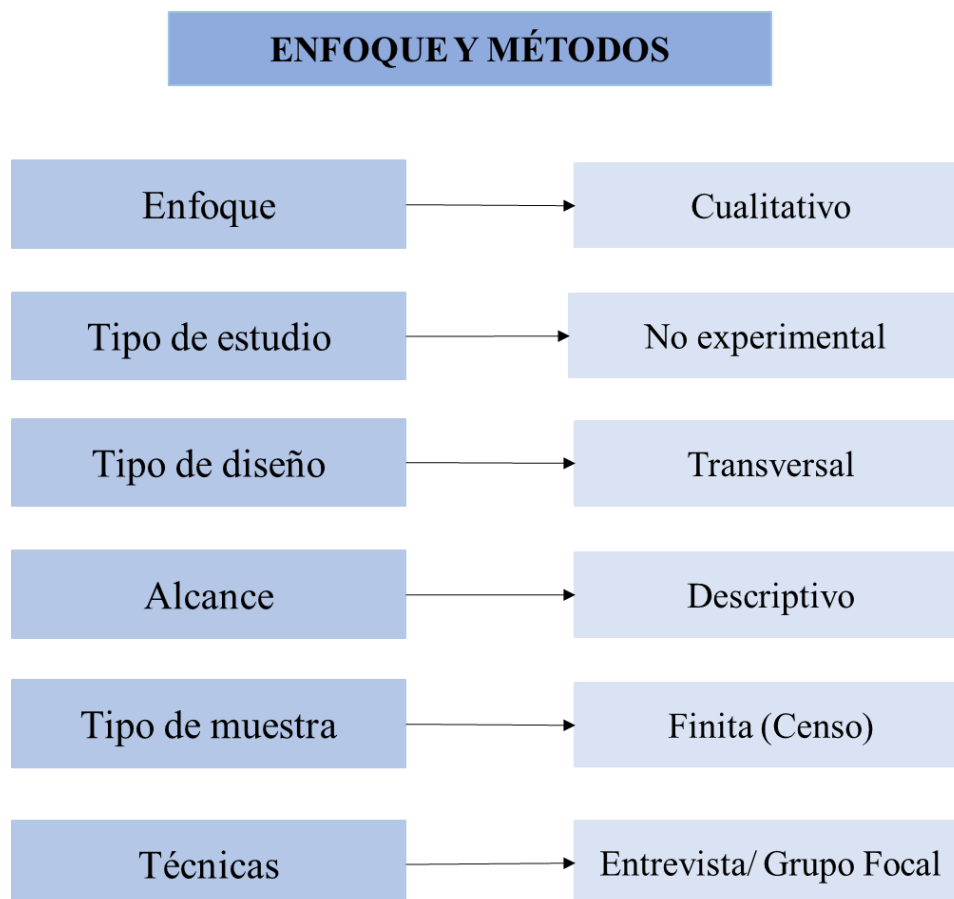 ENFOQUE Y MÉTODOS
Enfoque
Cualitativo
Tipo de estudio
No experimental
Tipo de diseño
Transversal
Alcance
Descriptivo
Tipo de muestra
Finita (Censo)
Técnicas
Entrevista/ Grupo Focal